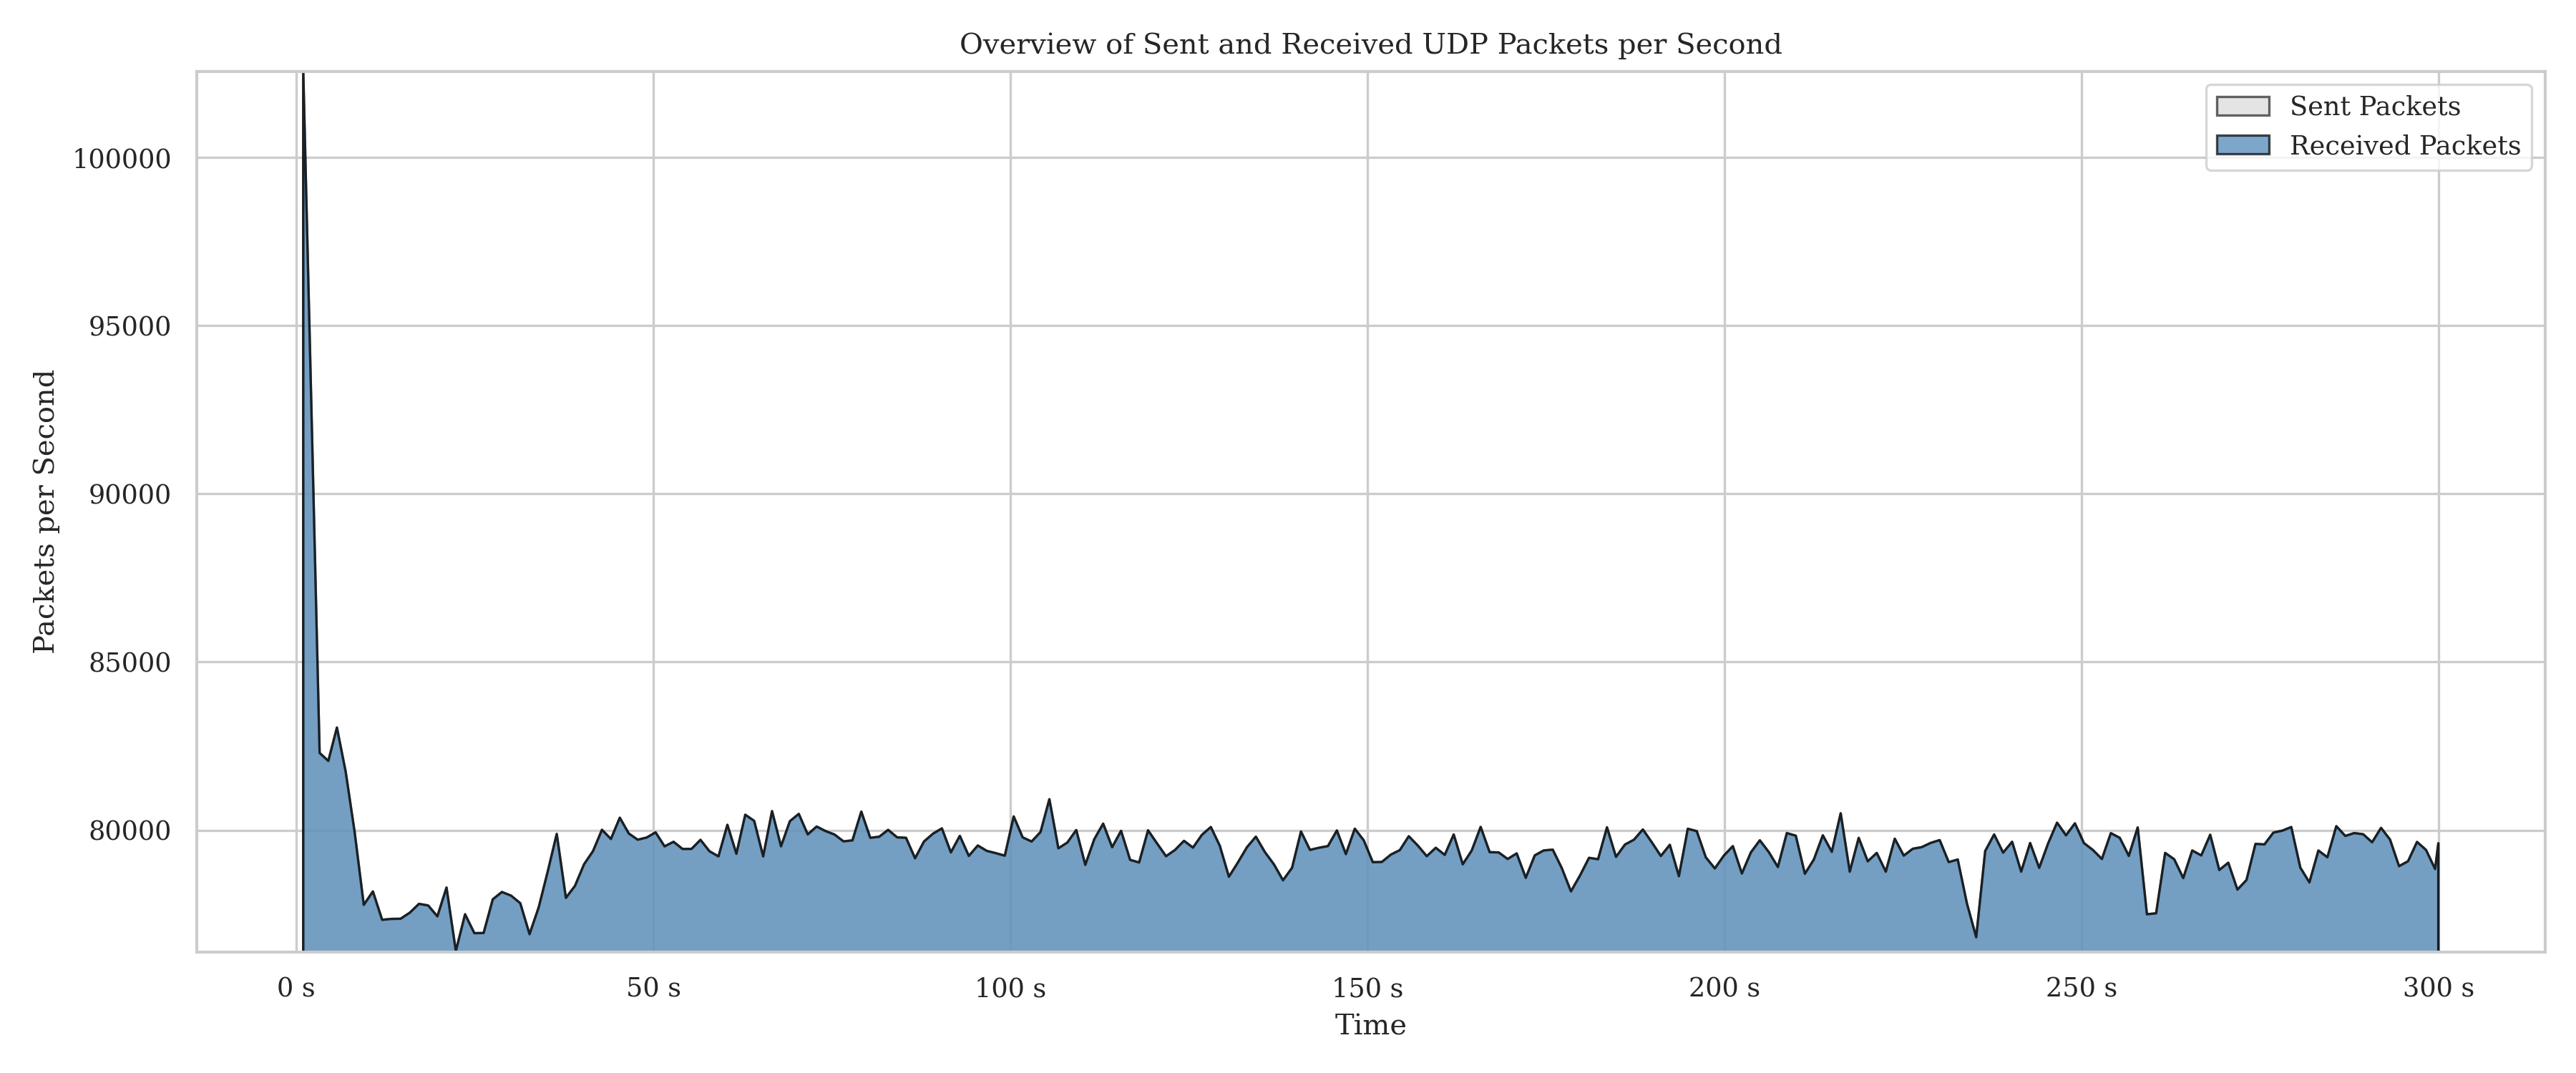 Overview of Sent and Received UDP Packets per Second
Sent Packets
Received Packets
Packets per Second
100000
95000
90000
85000
80000
0 s
50 s
100 s
150 s
200 s
250 s
300 s
Time